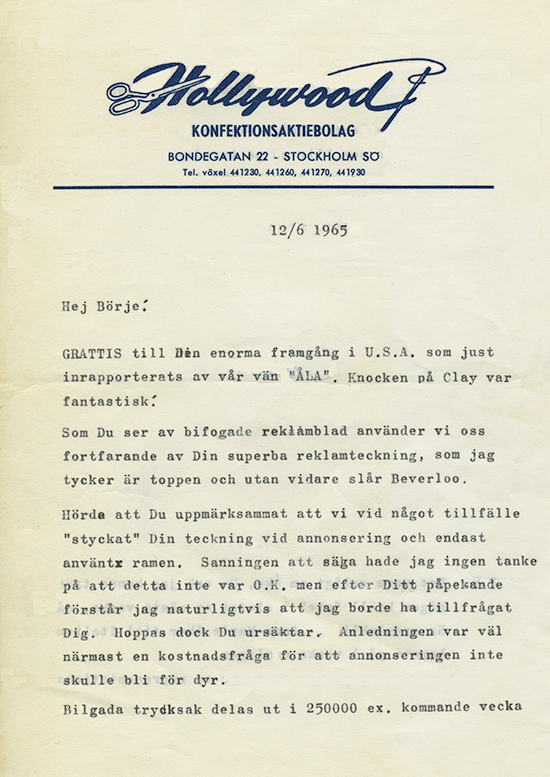 Hollywood
KONFEKTIONSAKTIEBOLAG
BONDEGATAN 22 - STOCKHOLM SÖ
Tel. växel 441230, 441260, 441270, 441930
12/6 1965
Hej Börje!
GRATTIS till Din enorma framgång i U.S.A. som just
inrapporterats av vår vän "ÅLA". Knocken på Clay var
fantastisk!
Som Du ser av bifogade reklamblad använder vi oss
fortfarande av Din superba reklamteckning, som jag
tycker är toppen och utan vidare slår Beverloo.
Hörde att Du uppmärksammat att vi vid något tillfälle
"styckat" Din teckning vid annonsering och endast
använtx ramen. Sanningen att säga hade jag ingen tanke
på att detta inte var O.K. men efter Ditt påpekande
förstår jag naturligtvis att jag borde ha tillfrågat
Dig. Hoppas dock Du ursäktar. Anledningen var väl
närmast en kostnadsfråga för att annonseringen inte
skulle bli för dyr.
Bilgada trycksak delas ut i 250000 ex. kommande vecka